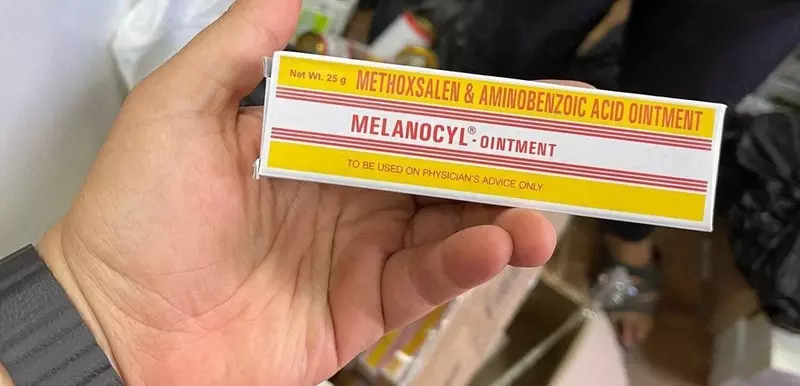 Net Wt. 25 g METHOXSALEN & AMINOBENZOIC ACID OINTMENT
MELANOCYL® - OINTMENT
TO BE USED ON PHYSICIAN'S ADVICE ONLY